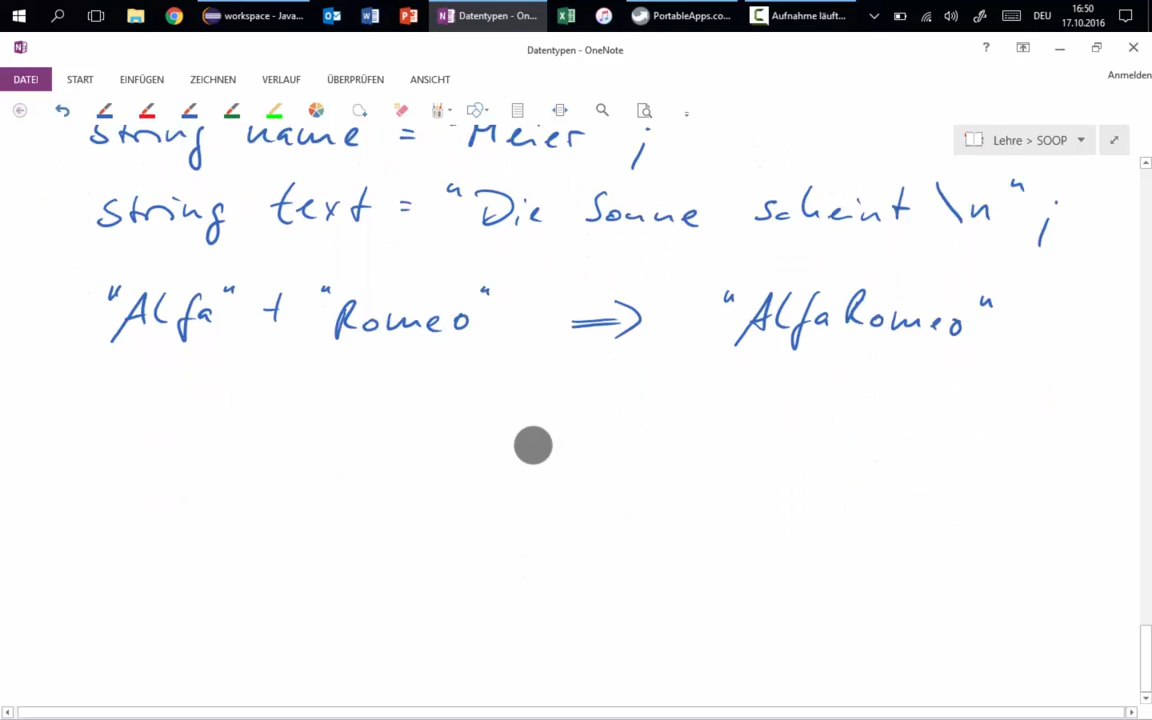 workspace - Java...
Datentypen - On...
PortableApps.co...
Aufnahme läuft...
DEU
16:50
17.10.2016
Datentypen - OneNote
?
Anmelden
DATEI START EINFÜGEN ZEICHNEN VERLAUF ÜBERPRÜFEN ANSICHT
Lehre > SOOP
string name = "Meier ;
string text = "Die Sonne scheint \n" ;
"Alfa" + "Romeo" ⇒ "AlfaRomeo"